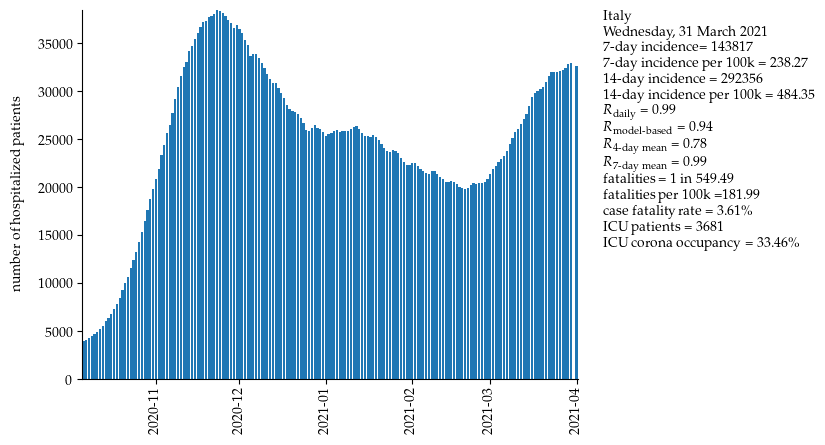 Italy
Wednesday, 31 March 2021
7-day incidence= 143817
7-day incidence per 100k = 238.27
14-day incidence = 292356
14-day incidence per 100k = 484.35
R_daily = 0.99
R_model-based = 0.94
R_4-day mean = 0.78
R_7-day mean = 0.99
fatalities = 1 in 549.49
fatalities per 100k =181.99
case fatality rate = 3.61%
ICU patients = 3681
ICU corona occupancy = 33.46%
number of hospitalized patients
35000
30000
25000
20000
15000
10000
5000
0
2020-11
2020-12
2021-01
2021-02
2021-03
2021-04